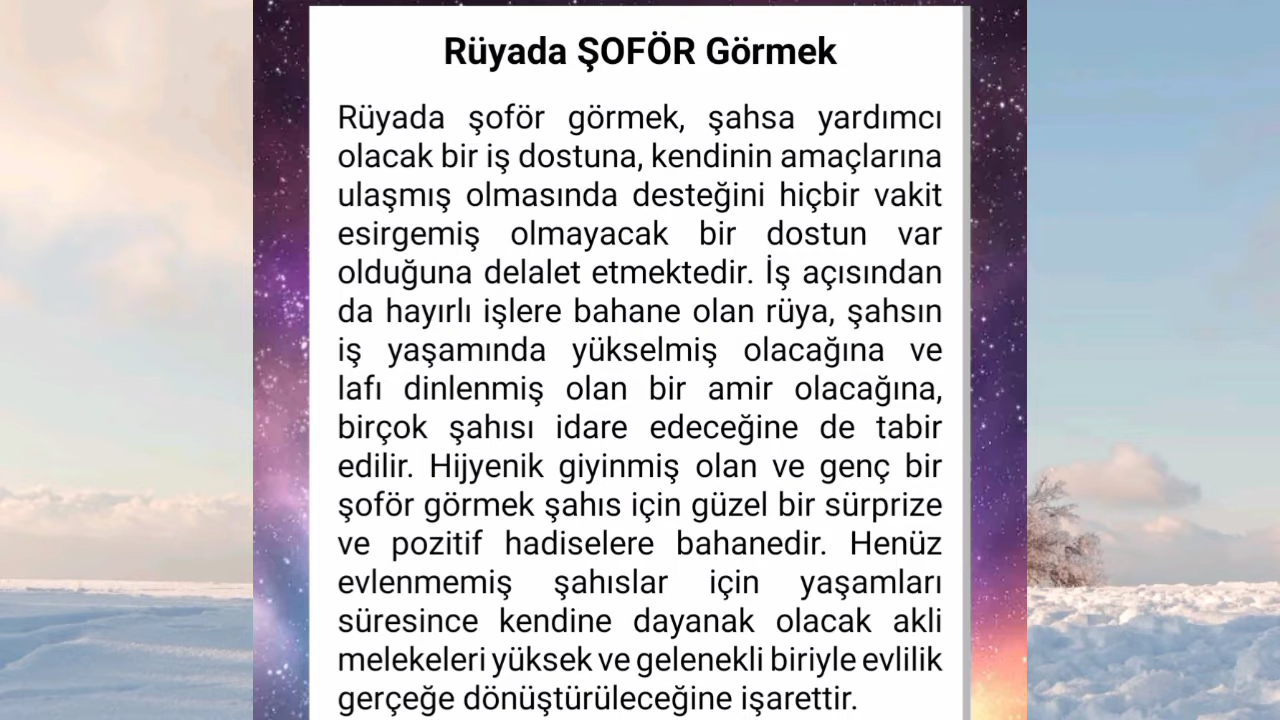 Rüyada ŞOFÖR Görmek
Rüyada şoför görmek, şahsa yardımcı
olacak bir iş dostuna, kendinin amaçlarına
ulaşmış olmasında desteğini hiçbir vakit
esirgemiş olmayacak bir dostun var
olduğuna delalet etmektedir. İş açısından
da hayırlı işlere bahane olan rüya, şahsın
iş yaşamında yükselmiş olacağına ve
lafı dinlenmiş olan bir amir olacağına,
birçok şahısı idare edeceğine de tabir
edilir. Hijyenik giyinmiş olan ve genç bir
şoför görmek şahıs için güzel bir sürprize
ve pozitif hadiselere bahanedir. Henüz
evlenmemiş şahıslar için yaşamları
süresince kendine dayanak olacak akli
melekeleri yüksek ve gelenekli biriyle evlilik
gerçeğe dönüştürüleceğine işarettir.